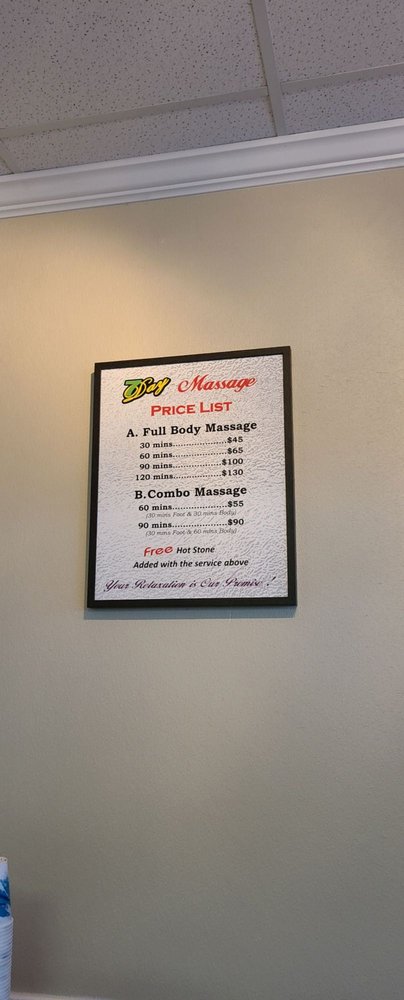 7Day Massage
PRICE LIST
A. Full Body Massage
30 mins...................$45
60 mins...................$65
90 mins..................$100
120 mins.................$130
B.Combo Massage
60 mins...................$55
(30 mins Foot & 30 mins Body)
90 mins...................$90
(30 mins Foot & 60 mins Body)
Free Hot Stone
Added with the service above
Your Relaxation is Our Promise !